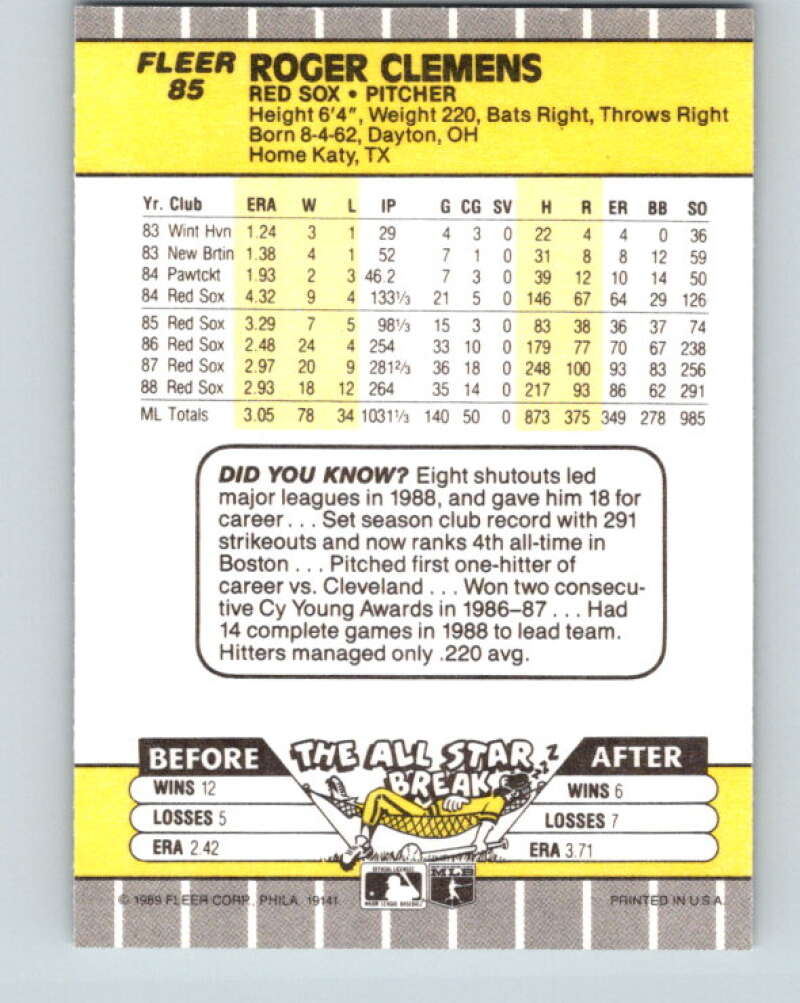 FLEER
85
ROGER CLEMENS
RED SOX • PITCHER
Height 6'4", Weight 220, Bats Right, Throws Right
Born 8-4-62, Dayton, OH
Home Katy, TX
Yr. Club ERA W L IP G CG SV H R ER BB SO
83 Wint Hvn 1.24 3 1 29 4 3 0 22 4 4 0 36
83 New Brtin 1.38 4 1 52 7 1 0 31 8 8 12 59
84 Pawtckt 1.93 2 3 46.2 7 3 0 39 12 10 14 50
84 Red Sox 4.32 9 4 133⅓ 21 5 0 146 67 64 29 126
85 Red Sox 3.29 7 5 98⅓ 15 3 0 83 38 36 37 74
86 Red Sox 2.48 24 4 254 33 10 0 179 77 70 67 238
87 Red Sox 2.97 20 9 281⅔ 36 18 0 248 100 93 83 256
88 Red Sox 2.93 18 12 264 35 14 0 217 93 86 62 291
ML Totals 3.05 78 34 1031⅓ 140 50 0 873 375 349 278 985
DID YOU KNOW? Eight shutouts led
major leagues in 1988, and gave him 18 for
career . . . Set season club record with 291
strikeouts and now ranks 4th all-time in
Boston . . . Pitched first one-hitter of
career vs. Cleveland . . . Won two consecu-
tive Cy Young Awards in 1986–87 . . . Had
14 complete games in 1988 to lead team.
Hitters managed only .220 avg.
THE ALL STAR
BREAK
ZZZZ
BEFORE
WINS 12
LOSSES 5
ERA 2.42
AFTER
WINS 6
LOSSES 7
ERA 3.71
OFFICIAL LICENSEE
MAJOR LEAGUE BASEBALL
MLB
© 1989 FLEER CORP., PHILA. 19141
PRINTED IN U.S.A.